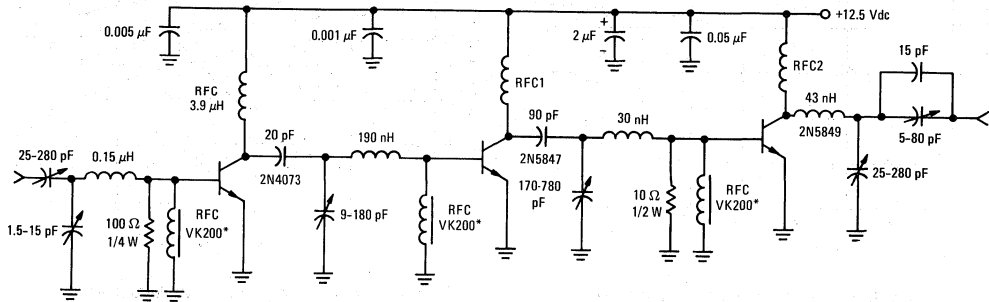 0.005 µF
0.001 µF
+
2 µF
−
0.05 µF
+12.5 Vdc
RFC
3.9 µH
RFC1
RFC2
15 pF
43 nH
2N5849
5–80 pF
25–280 pF
20 pF
2N4073
190 nH
90 pF
2N5847
30 nH
25–280 pF
0.15 µH
1.5–15 pF
100 Ω
1/4 W
RFC
VK200*
9–180 pF
RFC
VK200*
170-780
pF
10 Ω
1/2 W
RFC
VK200*